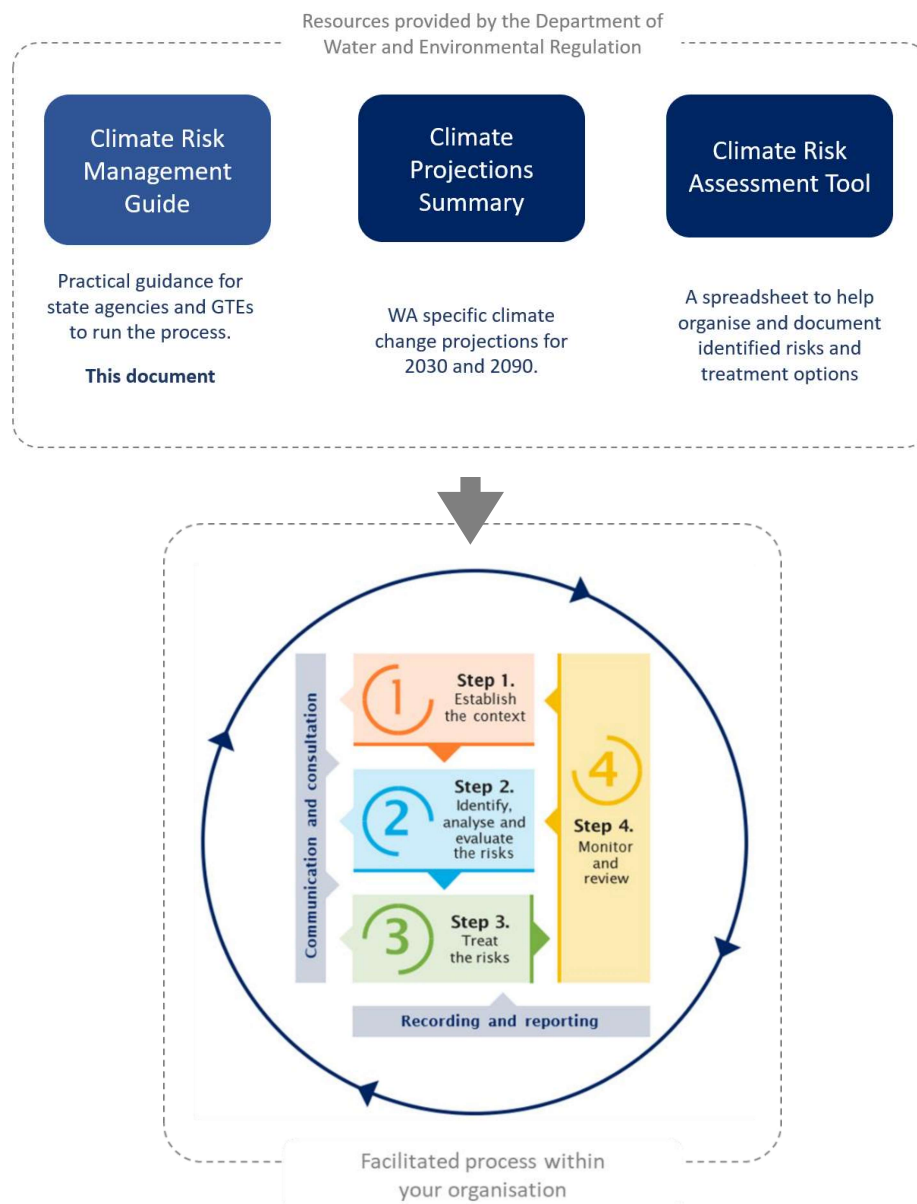 Resources provided by the Department of
Water and Environmental Regulation
Climate Risk
Management
Guide
Practical guidance for
state agencies and GTEs
to run the process.
This document
Climate
Projections
Summary
WA specific climate
change projections for
2030 and 2090.
Climate Risk
Assessment Tool
A spreadsheet to help
organise and document
identified risks and
treatment options
Communication and consultation
1
Step 1.
Establish
the context
2
Step 2.
Identify,
analyse and
evaluate
the risks
3
Step 3.
Treat
the risks
4
Step 4.
Monitor
and
review
Recording and reporting
Facilitated process within
your organisation